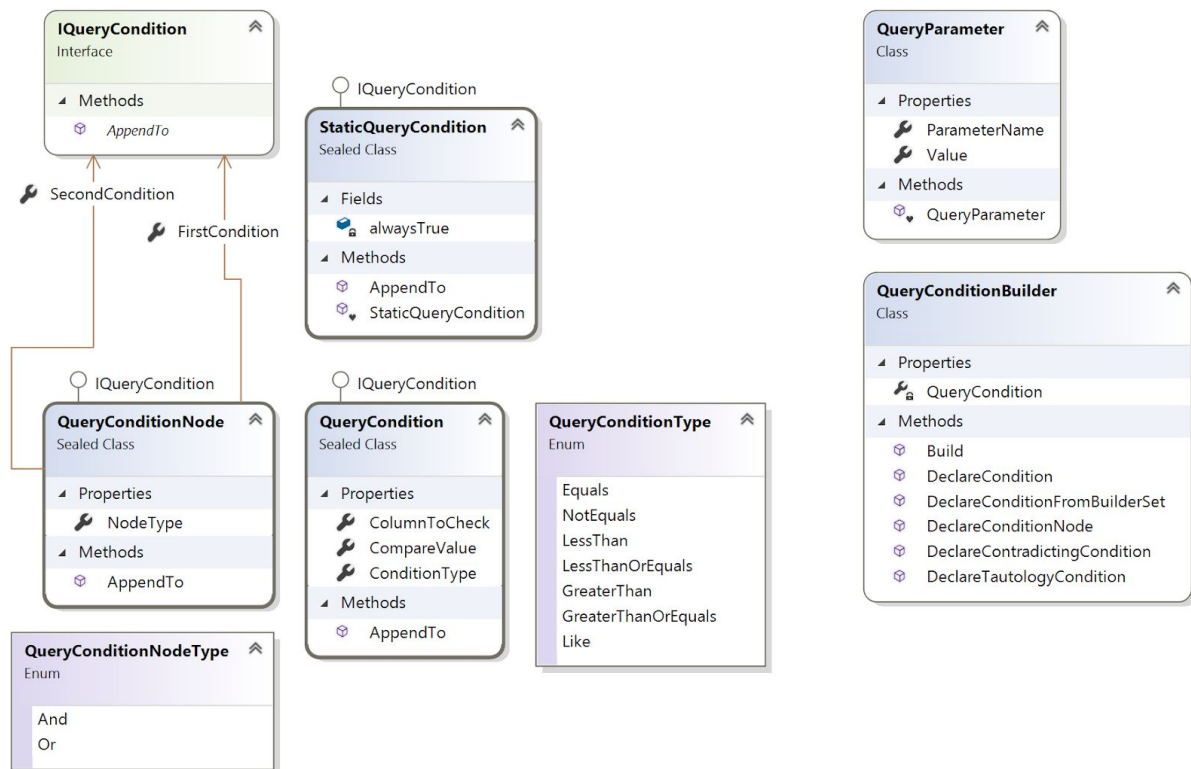 IQueryCondition
Interface
Methods
AppendTo
SecondCondition
FirstCondition
IQueryCondition
StaticQueryCondition
Sealed Class
Fields
alwaysTrue
Methods
AppendTo
StaticQueryCondition
QueryParameter
Class
Properties
ParameterName
Value
Methods
QueryParameter
IQueryCondition
QueryConditionNode
Sealed Class
Properties
NodeType
Methods
AppendTo
IQueryCondition
QueryCondition
Sealed Class
Properties
ColumnToCheck
CompareValue
ConditionType
Methods
AppendTo
QueryConditionType
Enum
Equals
NotEquals
LessThan
LessThanOrEquals
GreaterThan
GreaterThanOrEquals
Like
QueryConditionBuilder
Class
Properties
QueryCondition
Methods
Build
DeclareCondition
DeclareConditionFromBuilderSet
DeclareConditionNode
DeclareContradictingCondition
DeclareTautologyCondition
QueryConditionNodeType
Enum
And
Or